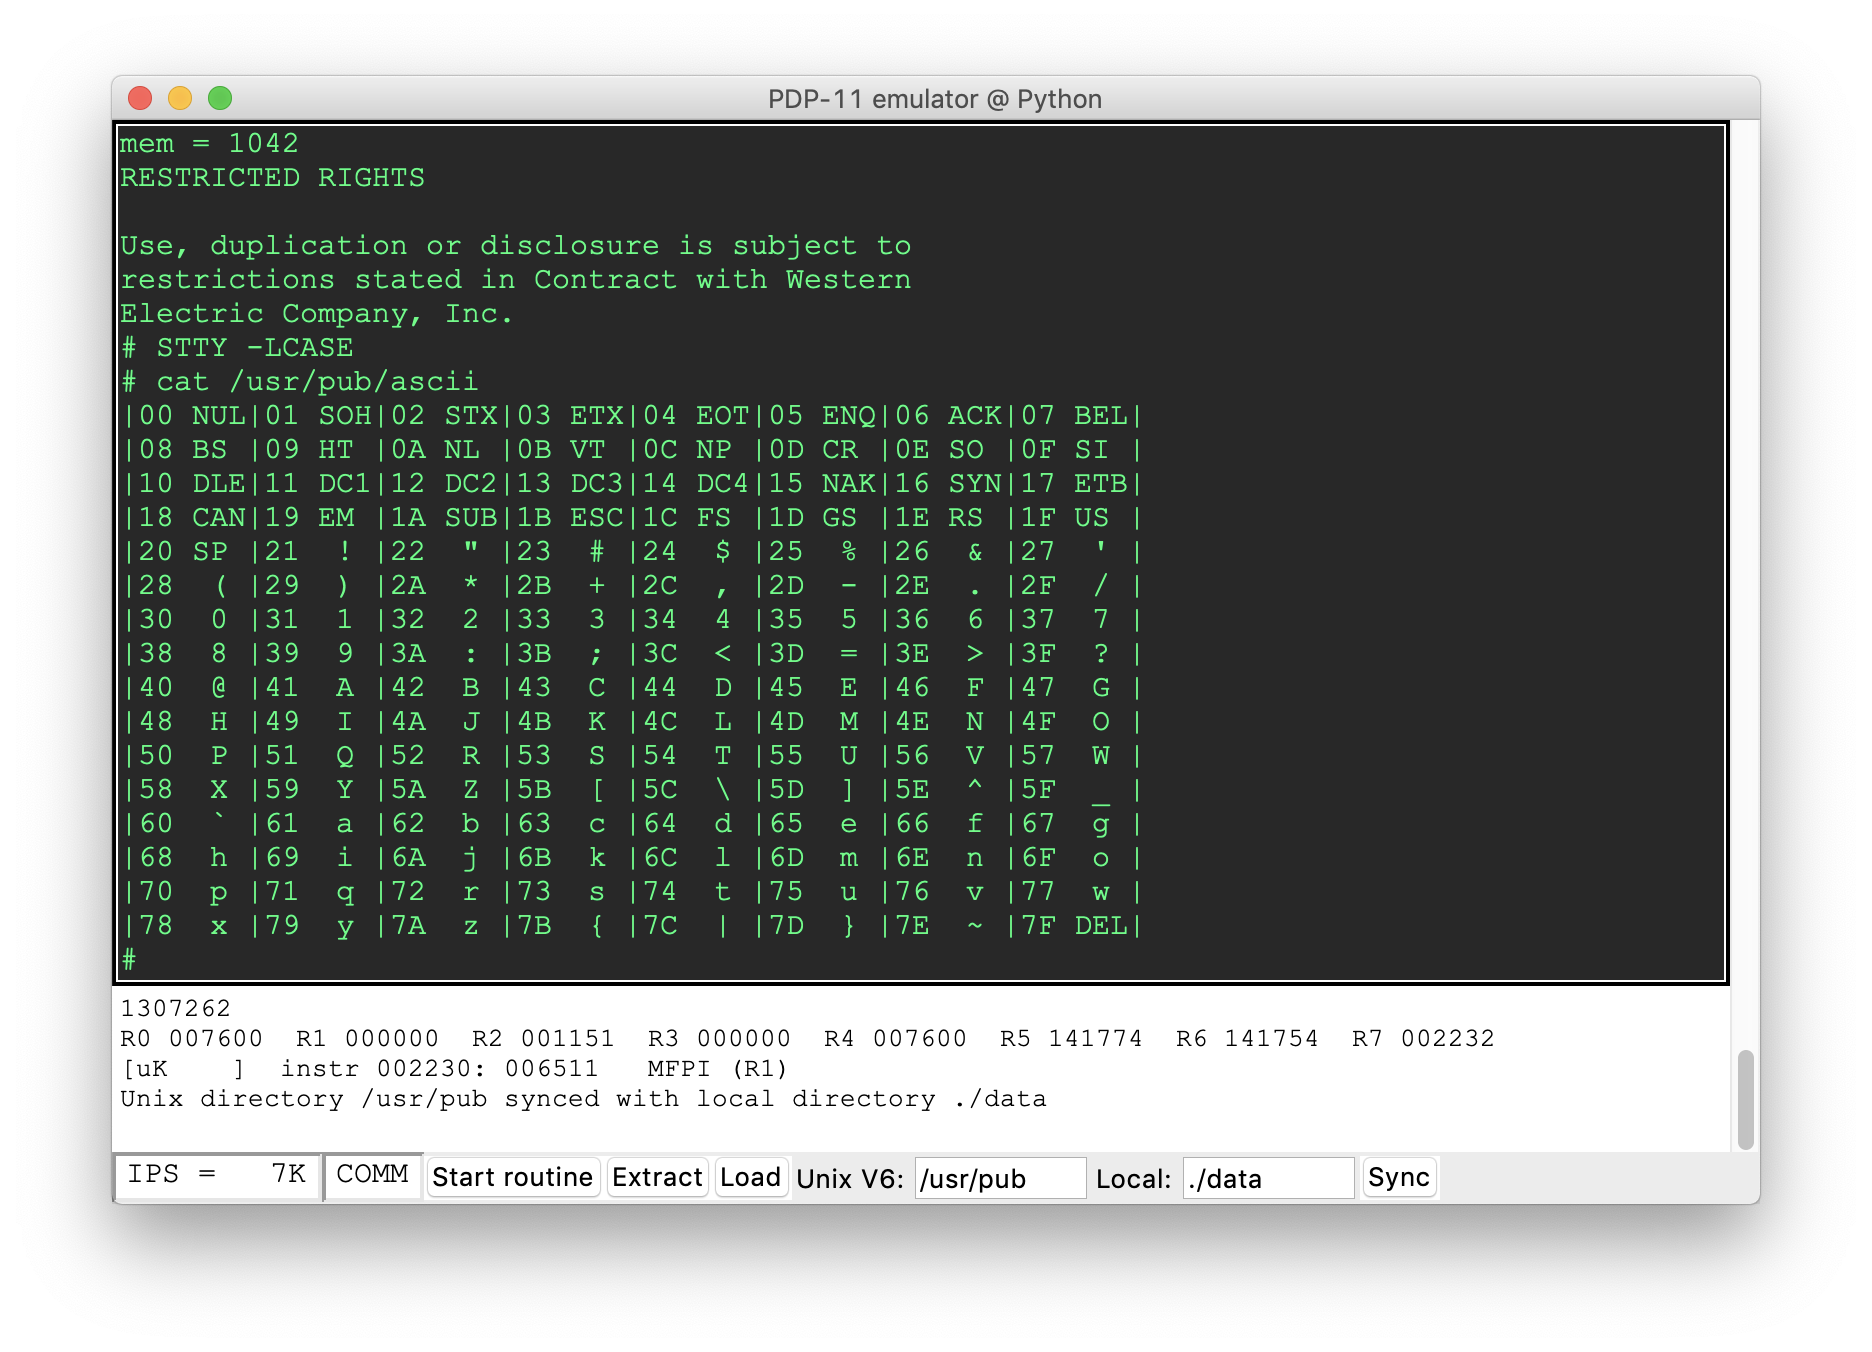 PDP-11 emulator @ Python
mem = 1042
RESTRICTED RIGHTS

Use, duplication or disclosure is subject to
restrictions stated in Contract with Western
Electric Company, Inc.
# STTY -LCASE
# cat /usr/pub/ascii
|00 NUL|01 SOH|02 STX|03 ETX|04 EOT|05 ENQ|06 ACK|07 BEL|
|08 BS |09 HT |0A NL |0B VT |0C NP |0D CR |0E SO |0F SI |
|10 DLE|11 DC1|12 DC2|13 DC3|14 DC4|15 NAK|16 SYN|17 ETB|
|18 CAN|19 EM |1A SUB|1B ESC|1C FS |1D GS |1E RS |1F US |
|20 SP |21  ! |22  " |23  # |24  $ |25  % |26  & |27  ' |
|28  ( |29  ) |2A  * |2B  + |2C  , |2D  - |2E  . |2F  / |
|30  0 |31  1 |32  2 |33  3 |34  4 |35  5 |36  6 |37  7 |
|38  8 |39  9 |3A  : |3B  ; |3C  < |3D  = |3E  > |3F  ? |
|40  @ |41  A |42  B |43  C |44  D |45  E |46  F |47  G |
|48  H |49  I |4A  J |4B  K |4C  L |4D  M |4E  N |4F  O |
|50  P |51  Q |52  R |53  S |54  T |55  U |56  V |57  W |
|58  X |59  Y |5A  Z |5B  [ |5C  \ |5D  ] |5E  ^ |5F  _ |
|60  ` |61  a |62  b |63  c |64  d |65  e |66  f |67  g |
|68  h |69  i |6A  j |6B  k |6C  l |6D  m |6E  n |6F  o |
|70  p |71  q |72  r |73  s |74  t |75  u |76  v |77  w |
|78  x |79  y |7A  z |7B  { |7C  | |7D  } |7E  ~ |7F DEL|
#
1307262
R0 007600  R1 000000  R2 001151  R3 000000  R4 007600  R5 141774  R6 141754  R7 002232
[uK    ]  instr 002230: 006511   MFPI (R1)
Unix directory /usr/pub synced with local directory ./data
IPS =   7K COMM Start routine Extract Load Unix V6: /usr/pub Local: ./data Sync